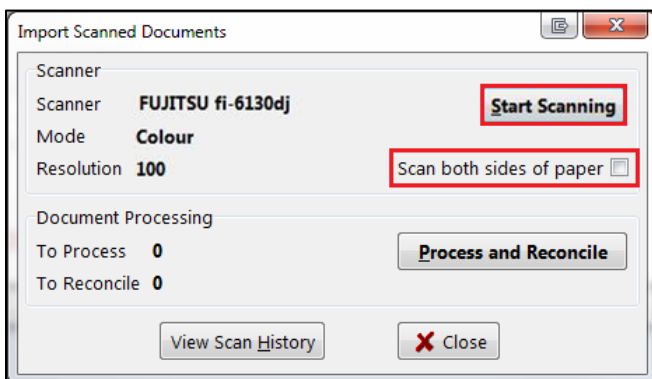 Import Scanned Documents
Scanner
Scanner FUJITSU fi-6130dj Start Scanning
Mode Colour
Resolution 100 Scan both sides of paper
Document Processing
To Process 0 Process and Reconcile
To Reconcile 0
View Scan History Close